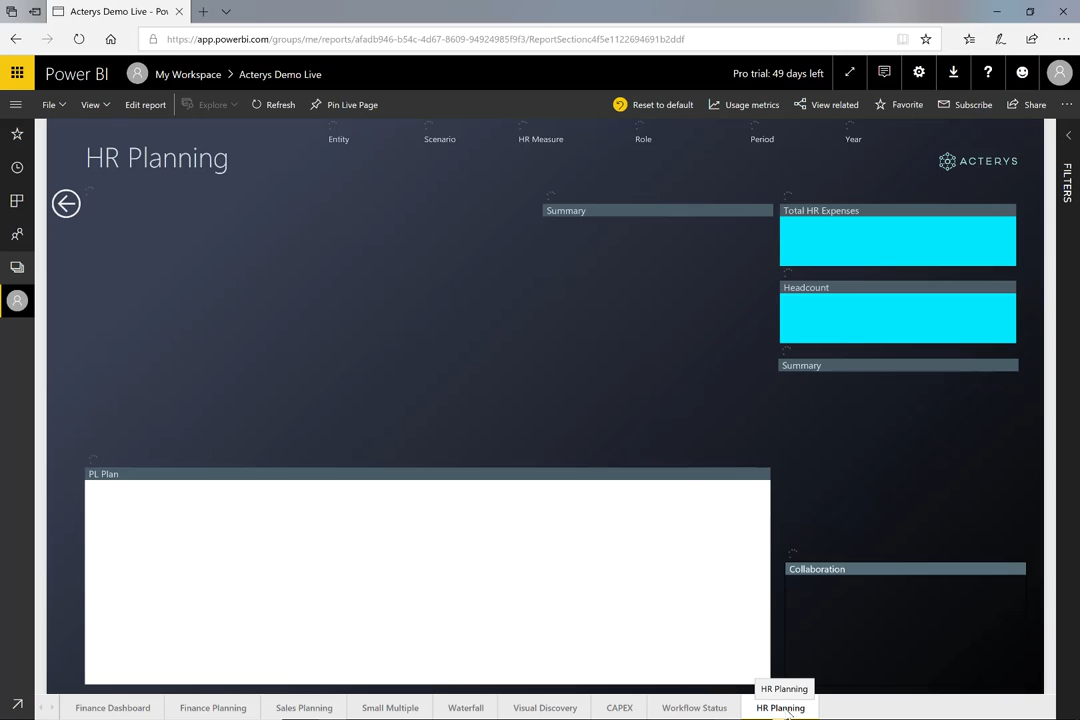 Acterys Demo Live - Pov
https://app.powerbi.com/groups/me/reports/afadb946-b54c-4d67-8609-94924985f9f3/ReportSectionc4f5e1122694691b2ddf
Power BI My Workspace > Acterys Demo Live Pro trial: 49 days left
File View Edit report Explore Refresh Pin Live Page Reset to default Usage metrics View related Favorite Subscribe Share
Entity Scenario HR Measure Role Period Year
HR Planning
ACTERYS
FILTERS
Summary
Total HR Expenses
Headcount
Summary
PL Plan
Collaboration
HR Planning
Finance Dashboard Finance Planning Sales Planning Small Multiple Waterfall Visual Discovery CAPEX Workflow Status HR Planning